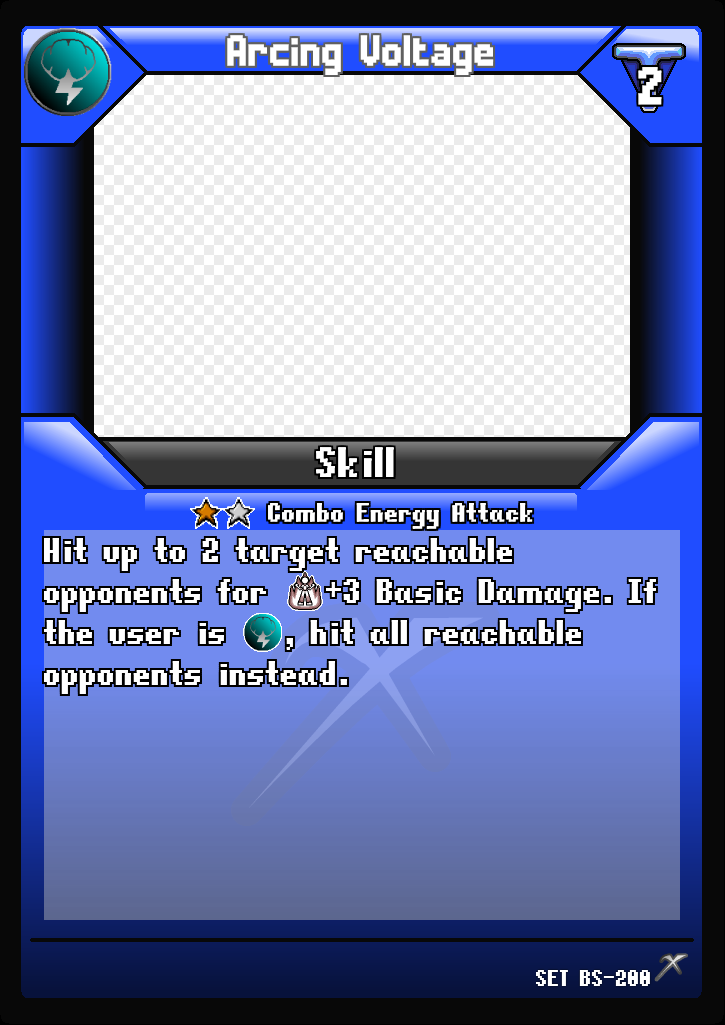 Arcing Voltage
2
Skill
Combo Energy Attack
Hit up to 2 target reachable
opponents for +3 Basic Damage. If
the user is , hit all reachable
opponents instead.
SET BS-200